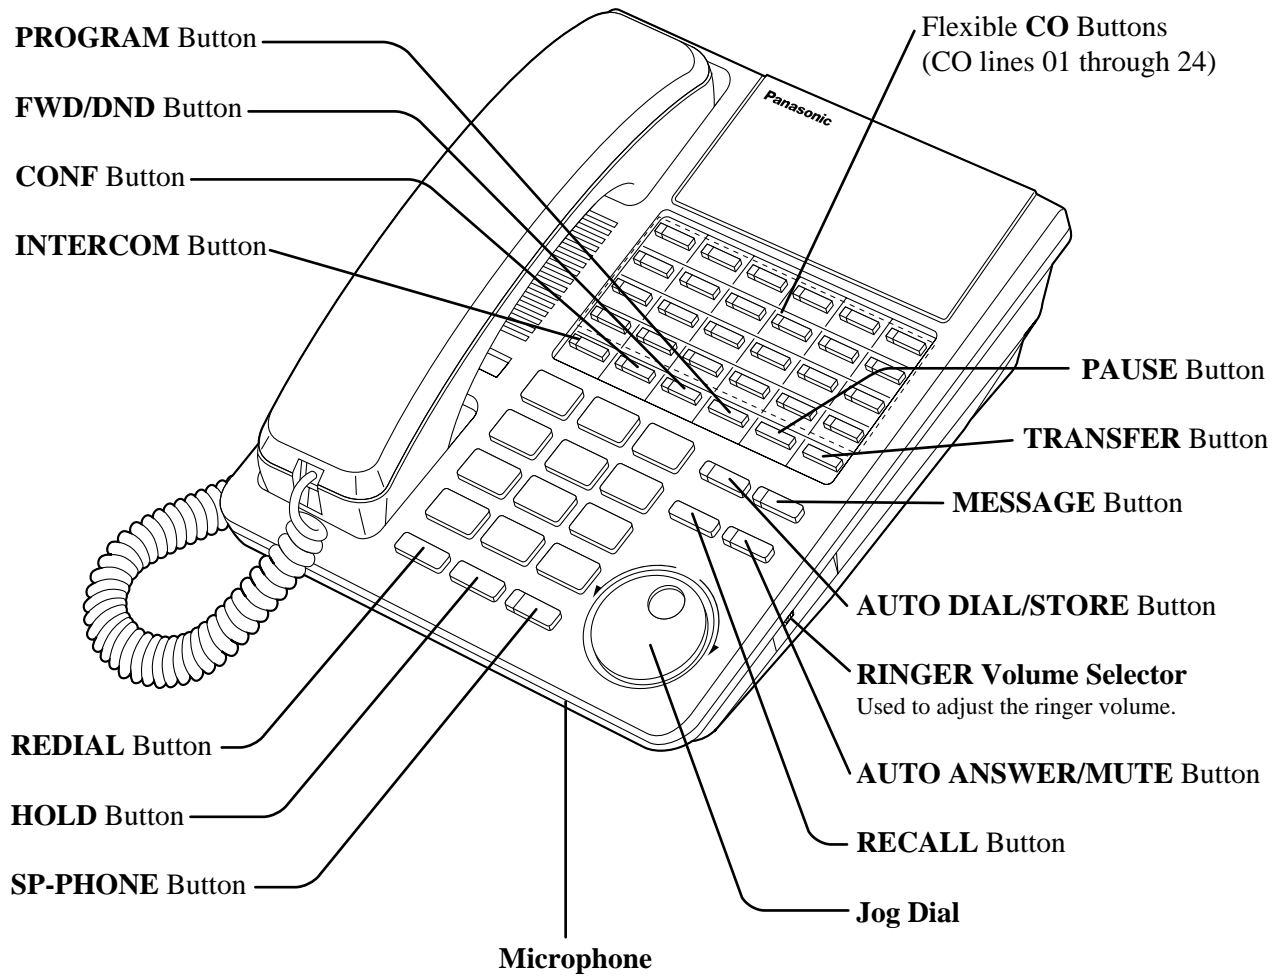 PROGRAM Button
FWD/DND Button
CONF Button
INTERCOM Button
Flexible CO Buttons
(CO lines 01 through 24)
Panasonic
PAUSE Button
TRANSFER Button
MESSAGE Button
AUTO DIAL/STORE Button
RINGER Volume Selector
Used to adjust the ringer volume.
AUTO ANSWER/MUTE Button
RECALL Button
Jog Dial
REDIAL Button
HOLD Button
SP-PHONE Button
Microphone